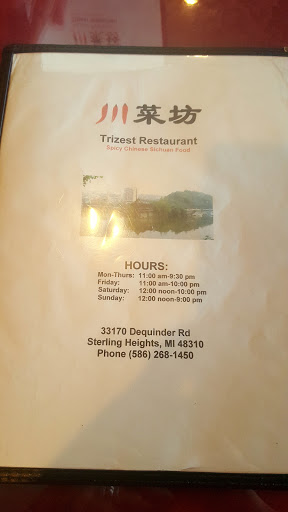 川菜坊
Trizest Restaurant
Spicy Chinese Sichuan Food
HOURS:
Mon-Thurs: 11:00 am-9:30 pm
Friday: 11:00 am-10:00 pm
Saturday: 12:00 noon-10:00 pm
Sunday: 12:00 noon-9:00 pm
33170 Dequinder Rd
Sterling Heights, MI 48310
Phone (586) 268-1450